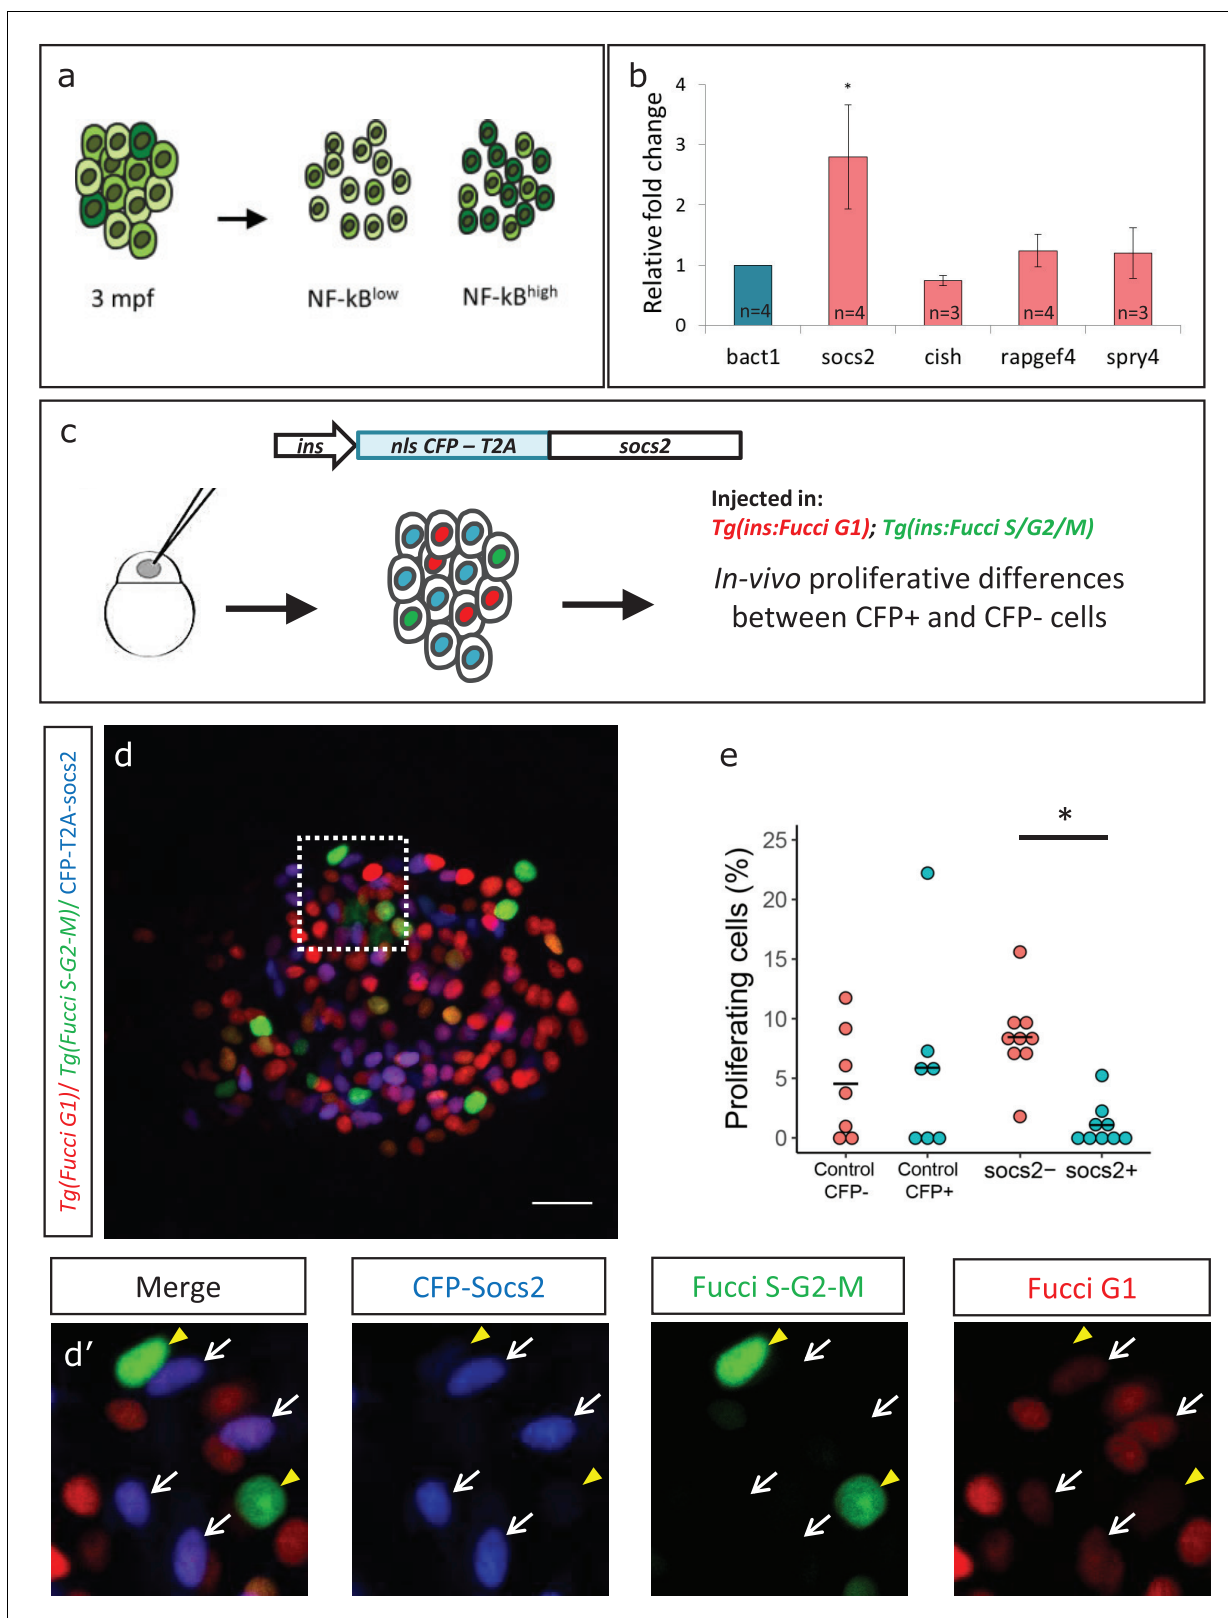 a
3 mpf
NF-kBlow
NF-kBhigh
b
Relative fold change
4
3
2
1
0
*
n=4
n=4
n=3
n=4
n=3
bact1
socs2
cish
rapgef4
spry4
c
ins
nls CFP – T2A
socs2
Injected in:
Tg(ins:Fucci G1); Tg(ins:Fucci S/G2/M)
In-vivo proliferative differences
between CFP+ and CFP- cells
Tg(Fucci G1)/ Tg(Fucci S-G2-M)/ CFP-T2A-socs2
d
e
*
Proliferating cells (%)
25
20
15
10
5
0
Control
CFP-
Control
CFP+
socs2−
socs2+
Merge
CFP-Socs2
Fucci S-G2-M
Fucci G1
d′